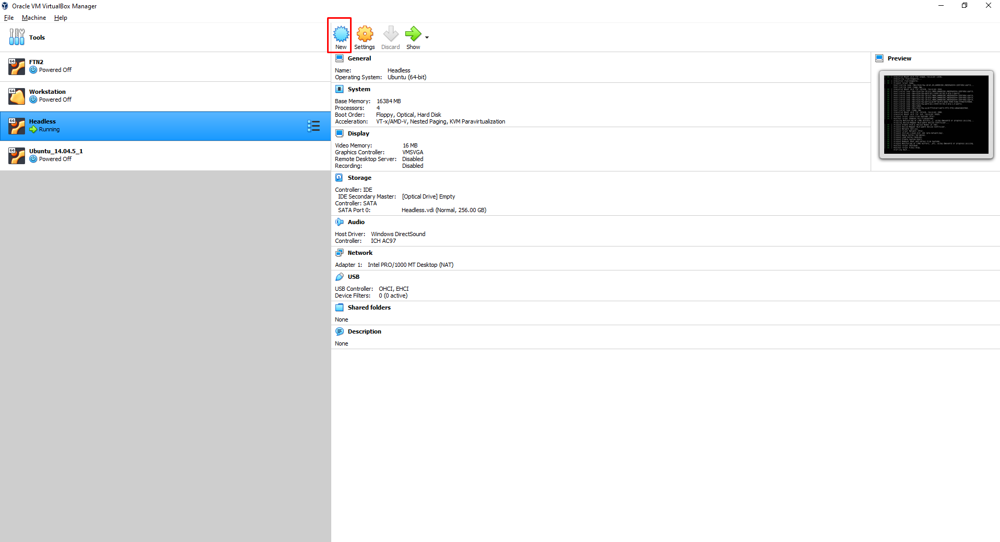 Oracle VM VirtualBox Manager
File Machine Help
Tools
New Settings Discard Show
64 FTN2
Powered Off
64 Workstation
Powered Off
64 Headless
Running
64 Ubuntu_14.04.5_1
Powered Off
General
Name: Headless
Operating System: Ubuntu (64-bit)
System
Base Memory: 16384 MB
Processors: 4
Boot Order: Floppy, Optical, Hard Disk
Acceleration: VT-x/AMD-V, Nested Paging, KVM Paravirtualization
Display
Video Memory: 16 MB
Graphics Controller: VMSVGA
Remote Desktop Server: Disabled
Recording: Disabled
Preview
Storage
Controller: IDE
IDE Secondary Master: [Optical Drive] Empty
Controller: SATA
SATA Port 0: Headless.vdi (Normal, 256.00 GB)
Audio
Host Driver: Windows DirectSound
Controller: ICH AC97
Network
Adapter 1: Intel PRO/1000 MT Desktop (NAT)
USB
USB Controller: OHCI, EHCI
Device Filters: 0 (0 active)
Shared folders
None
Description
None